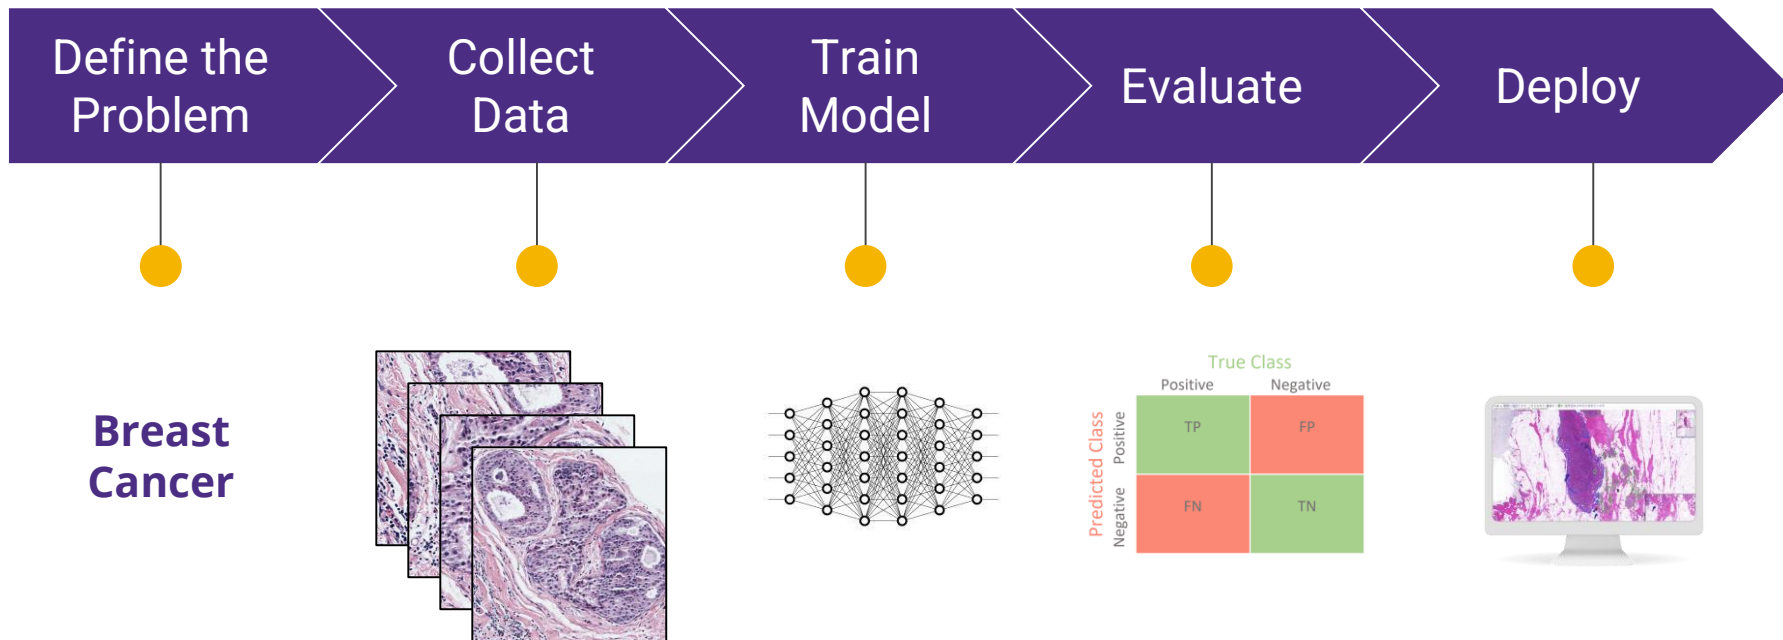 Define the
Problem
Collect
Data
Train
Model
Evaluate
Deploy
Breast
Cancer
True Class
Positive
Negative
Predicted Class
Positive
Negative
TP
FP
FN
TN